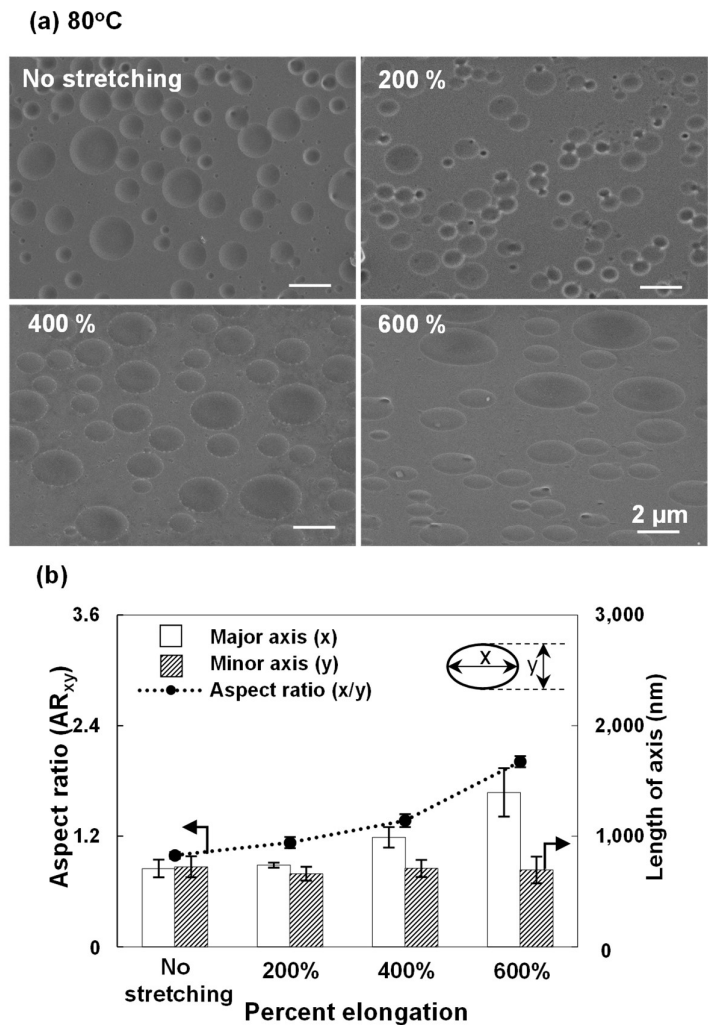 (a) 80ºC
No stretching
200 %
400 %
600 %
2 µm
(b)
3.6
3,000
Major axis (x)
Minor axis (y)
Aspect ratio (x/y)
x
y
2.4
2,000
Aspect ratio (ARxy)
Length of axis (nm)
1.2
1,000
0
0
No
stretching
200%
400%
600%
Percent elongation